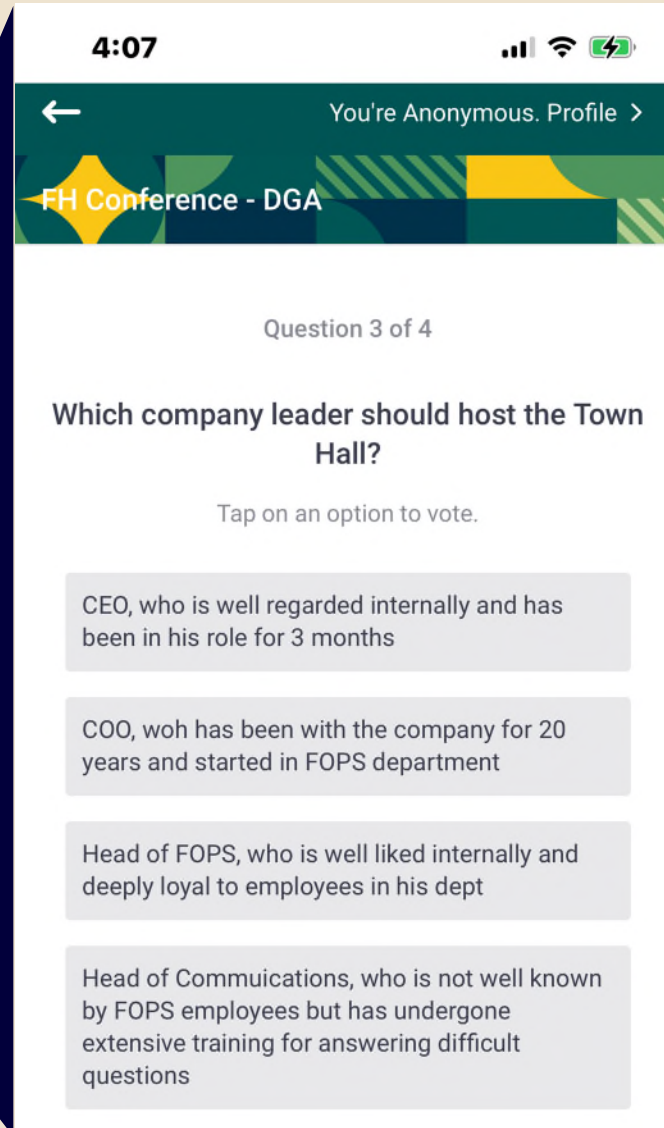 4:07
You're Anonymous. Profile >
FH Conference - DGA
Question 3 of 4
Which company leader should host the Town
Hall?
Tap on an option to vote.
CEO, who is well regarded internally and has
been in his role for 3 months
COO, woh has been with the company for 20
years and started in FOPS department
Head of FOPS, who is well liked internally and
deeply loyal to employees in his dept
Head of Commuications, who is not well known
by FOPS employees but has undergone
extensive training for answering difficult
questions